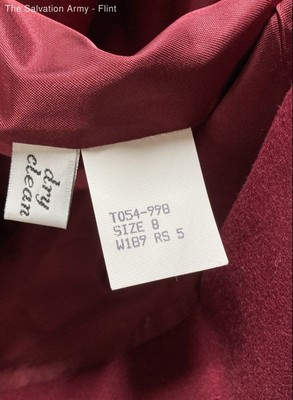 The Salvation Army - Flint
dry
clean
T054-998
SIZE 8
W189 RS 5